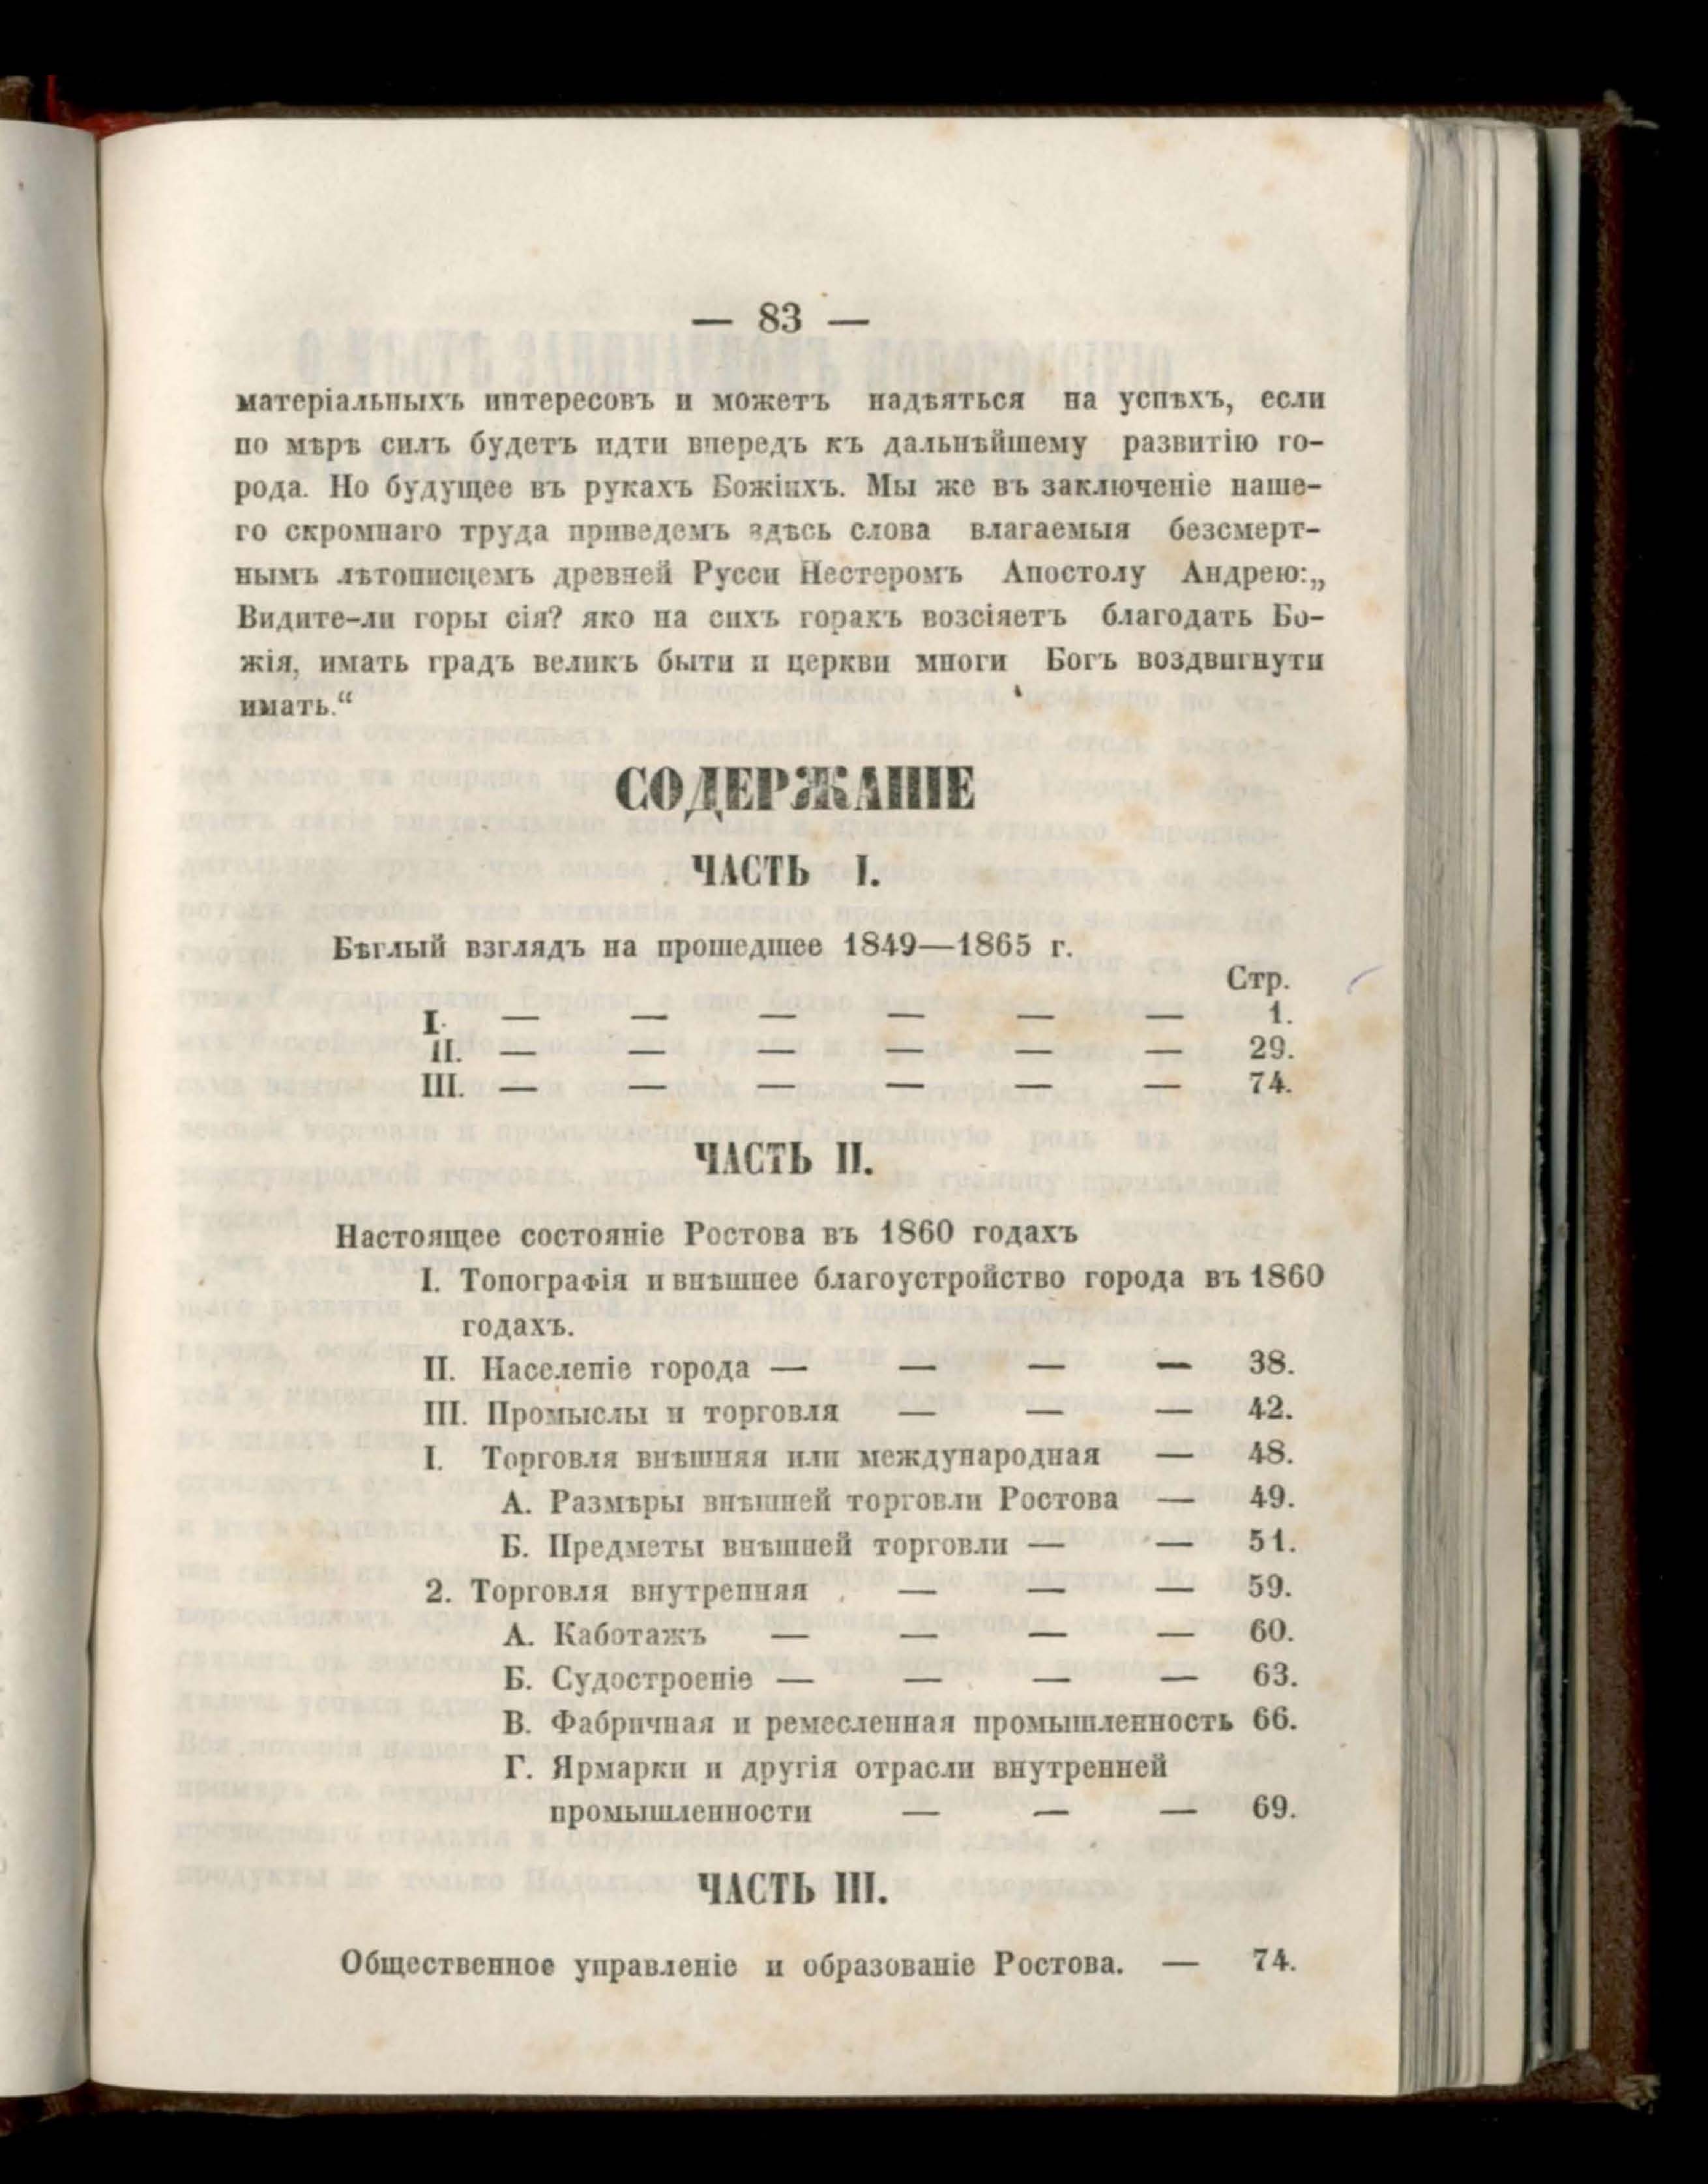 — 83 —
матеріальныхъ интересовъ и можетъ надѣяться на успѣхъ, если
по мѣрѣ силъ будетъ идти впередъ къ дальнѣйшему развитію го-
рода. Но будущее въ рукахъ Божіихъ. Мы же въ заключеніе наше-
го скромнаго труда приведемъ здѣсь слова влагаемыя безсмерт-
нымъ лѣтописцемъ древней Русси Нестеромъ Апостолу Андрею:„
Видите-ли горы сія? яко на сихъ горахъ возсіяетъ благодать Бо-
жія, имать градъ великъ быти и церкви многи Богъ воздвигнути
имать.“
СОДЕРЖАНІЕ
ЧАСТЬ I.
Бѣглый взглядъ на прошедшее 1849—1865 г.
Стр.
I. — — — — — — 1.
II. — — — — — — 29.
III. — — — — — — 74.
ЧАСТЬ II.
Настоящее состояніе Ростова въ 1860 годахъ
I. Топографія и внѣшнее благоустройство города въ 1860
годахъ.
II. Населеніе города — — — — 38.
III. Промыслы и торговля — — — 42.
I. Торговля внѣшняя или международная — 48.
А. Размѣры внѣшней торговли Ростова — 49.
Б. Предметы внѣшней торговли — — 51.
2. Торговля внутренняя — — — 59.
А. Каботажъ — — — — 60.
Б. Судостроеніе — — — — 63.
В. Фабричная и ремесленная промышленность 66.
Г. Ярмарки и другія отрасли внутренней
промышленности — — — 69.
ЧАСТЬ III.
Общественное управленіе и образованіе Ростова. — 74.